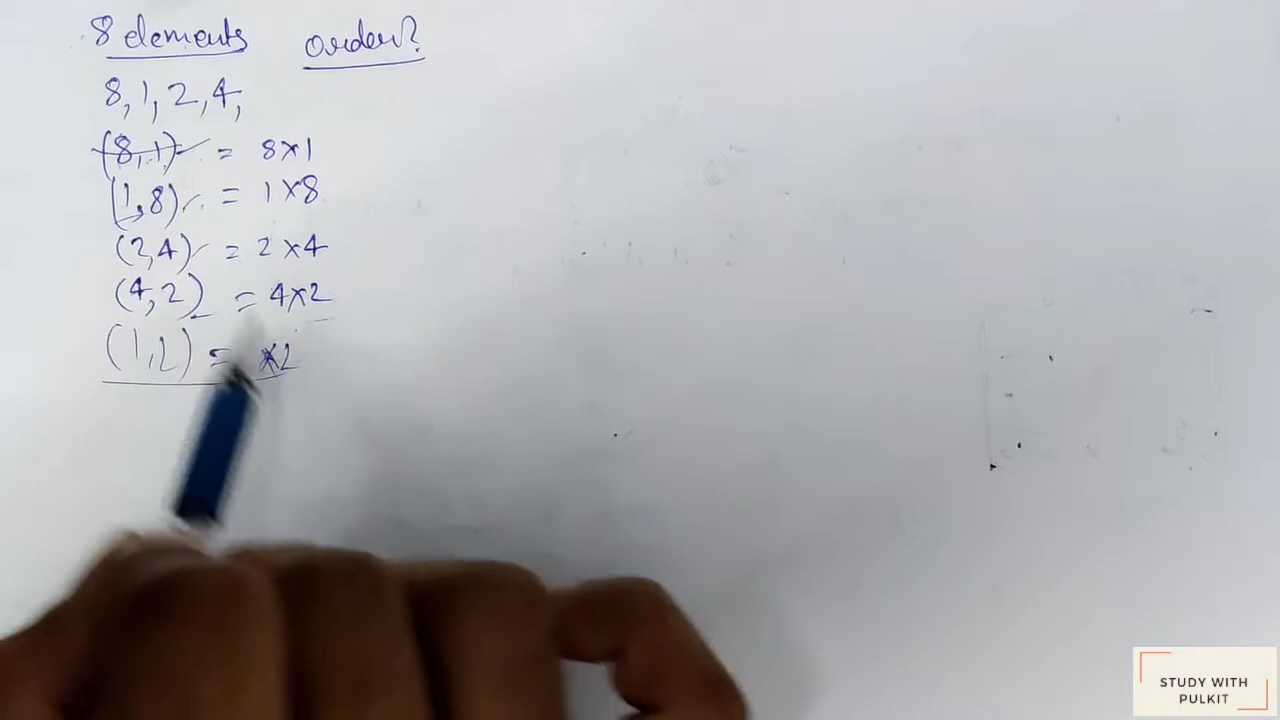 8 elements order?
8, 1, 2, 4,
(8, 1) = 8×1
(1, 8) = 1×8
(2, 4) = 2×4
(4, 2) = 4×2
(1, 2) = ×2
STUDY WITH
PULKIT